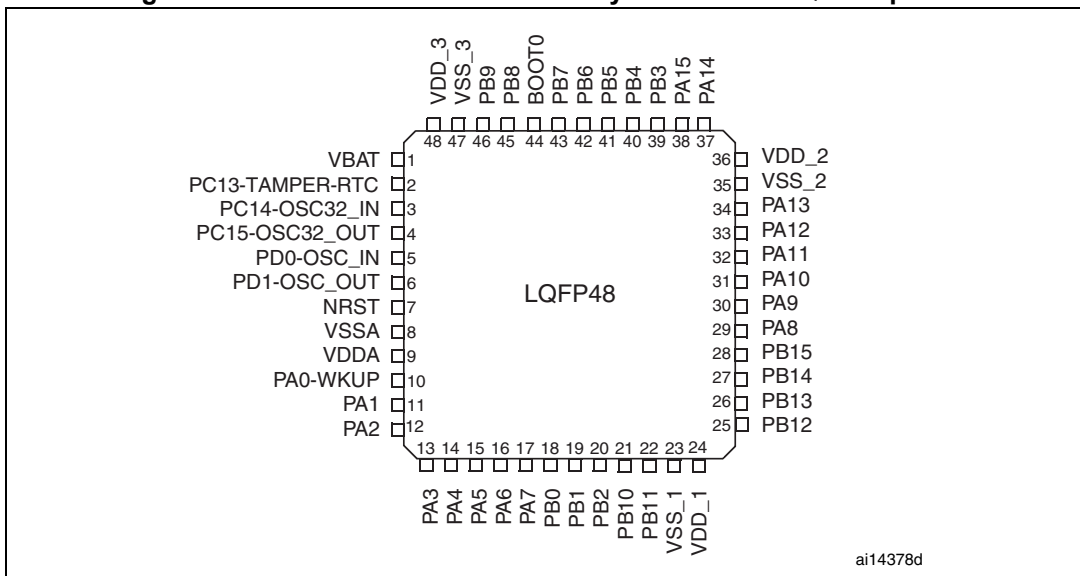 VDD_3
VSS_3
PB9
PB8
BOOT0
PB7
PB6
PB5
PB4
PB3
PA15
PA14
48 47 46 45 44 43 42 41 40 39 38 37
VBAT 1
PC13-TAMPER-RTC 2
PC14-OSC32_IN 3
PC15-OSC32_OUT 4
PD0-OSC_IN 5
PD1-OSC_OUT 6
NRST 7
VSSA 8
VDDA 9
PA0-WKUP 10
PA1 11
PA2 12
LQFP48
36 VDD_2
35 VSS_2
34 PA13
33 PA12
32 PA11
31 PA10
30 PA9
29 PA8
28 PB15
27 PB14
26 PB13
25 PB12
13 14 15 16 17 18 19 20 21 22 23 24
PA3
PA4
PA5
PA6
PA7
PB0
PB1
PB2
PB10
PB11
VSS_1
VDD_1
ai14378d